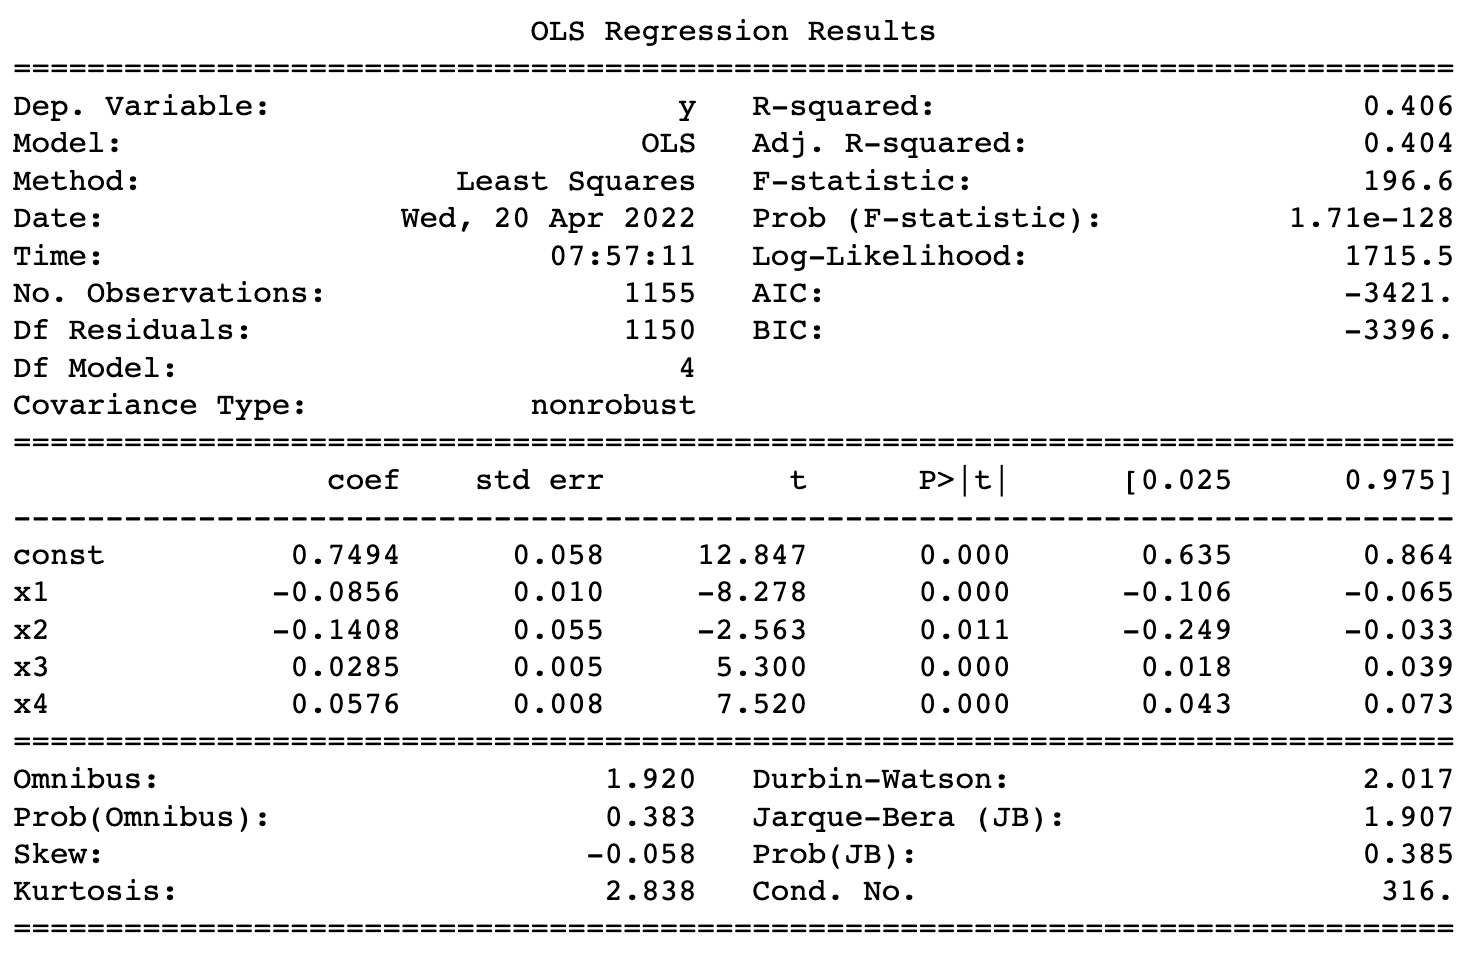 OLS Regression Results
==============================================================================
Dep. Variable:                      y   R-squared:                       0.406
Model:                            OLS   Adj. R-squared:                  0.404
Method:                 Least Squares   F-statistic:                     196.6
Date:                Wed, 20 Apr 2022   Prob (F-statistic):          1.71e-128
Time:                        07:57:11   Log-Likelihood:                 1715.5
No. Observations:                1155   AIC:                            -3421.
Df Residuals:                    1150   BIC:                            -3396.
Df Model:                           4
Covariance Type:            nonrobust
==============================================================================
                 coef    std err          t      P>|t|      [0.025      0.975]
------------------------------------------------------------------------------
const          0.7494      0.058     12.847      0.000       0.635       0.864
x1            -0.0856      0.010     -8.278      0.000      -0.106      -0.065
x2            -0.1408      0.055     -2.563      0.011      -0.249      -0.033
x3             0.0285      0.005      5.300      0.000       0.018       0.039
x4             0.0576      0.008      7.520      0.000       0.043       0.073
==============================================================================
Omnibus:                        1.920   Durbin-Watson:                   2.017
Prob(Omnibus):                  0.383   Jarque-Bera (JB):                1.907
Skew:                          -0.058   Prob(JB):                        0.385
Kurtosis:                       2.838   Cond. No.                         316.
==============================================================================